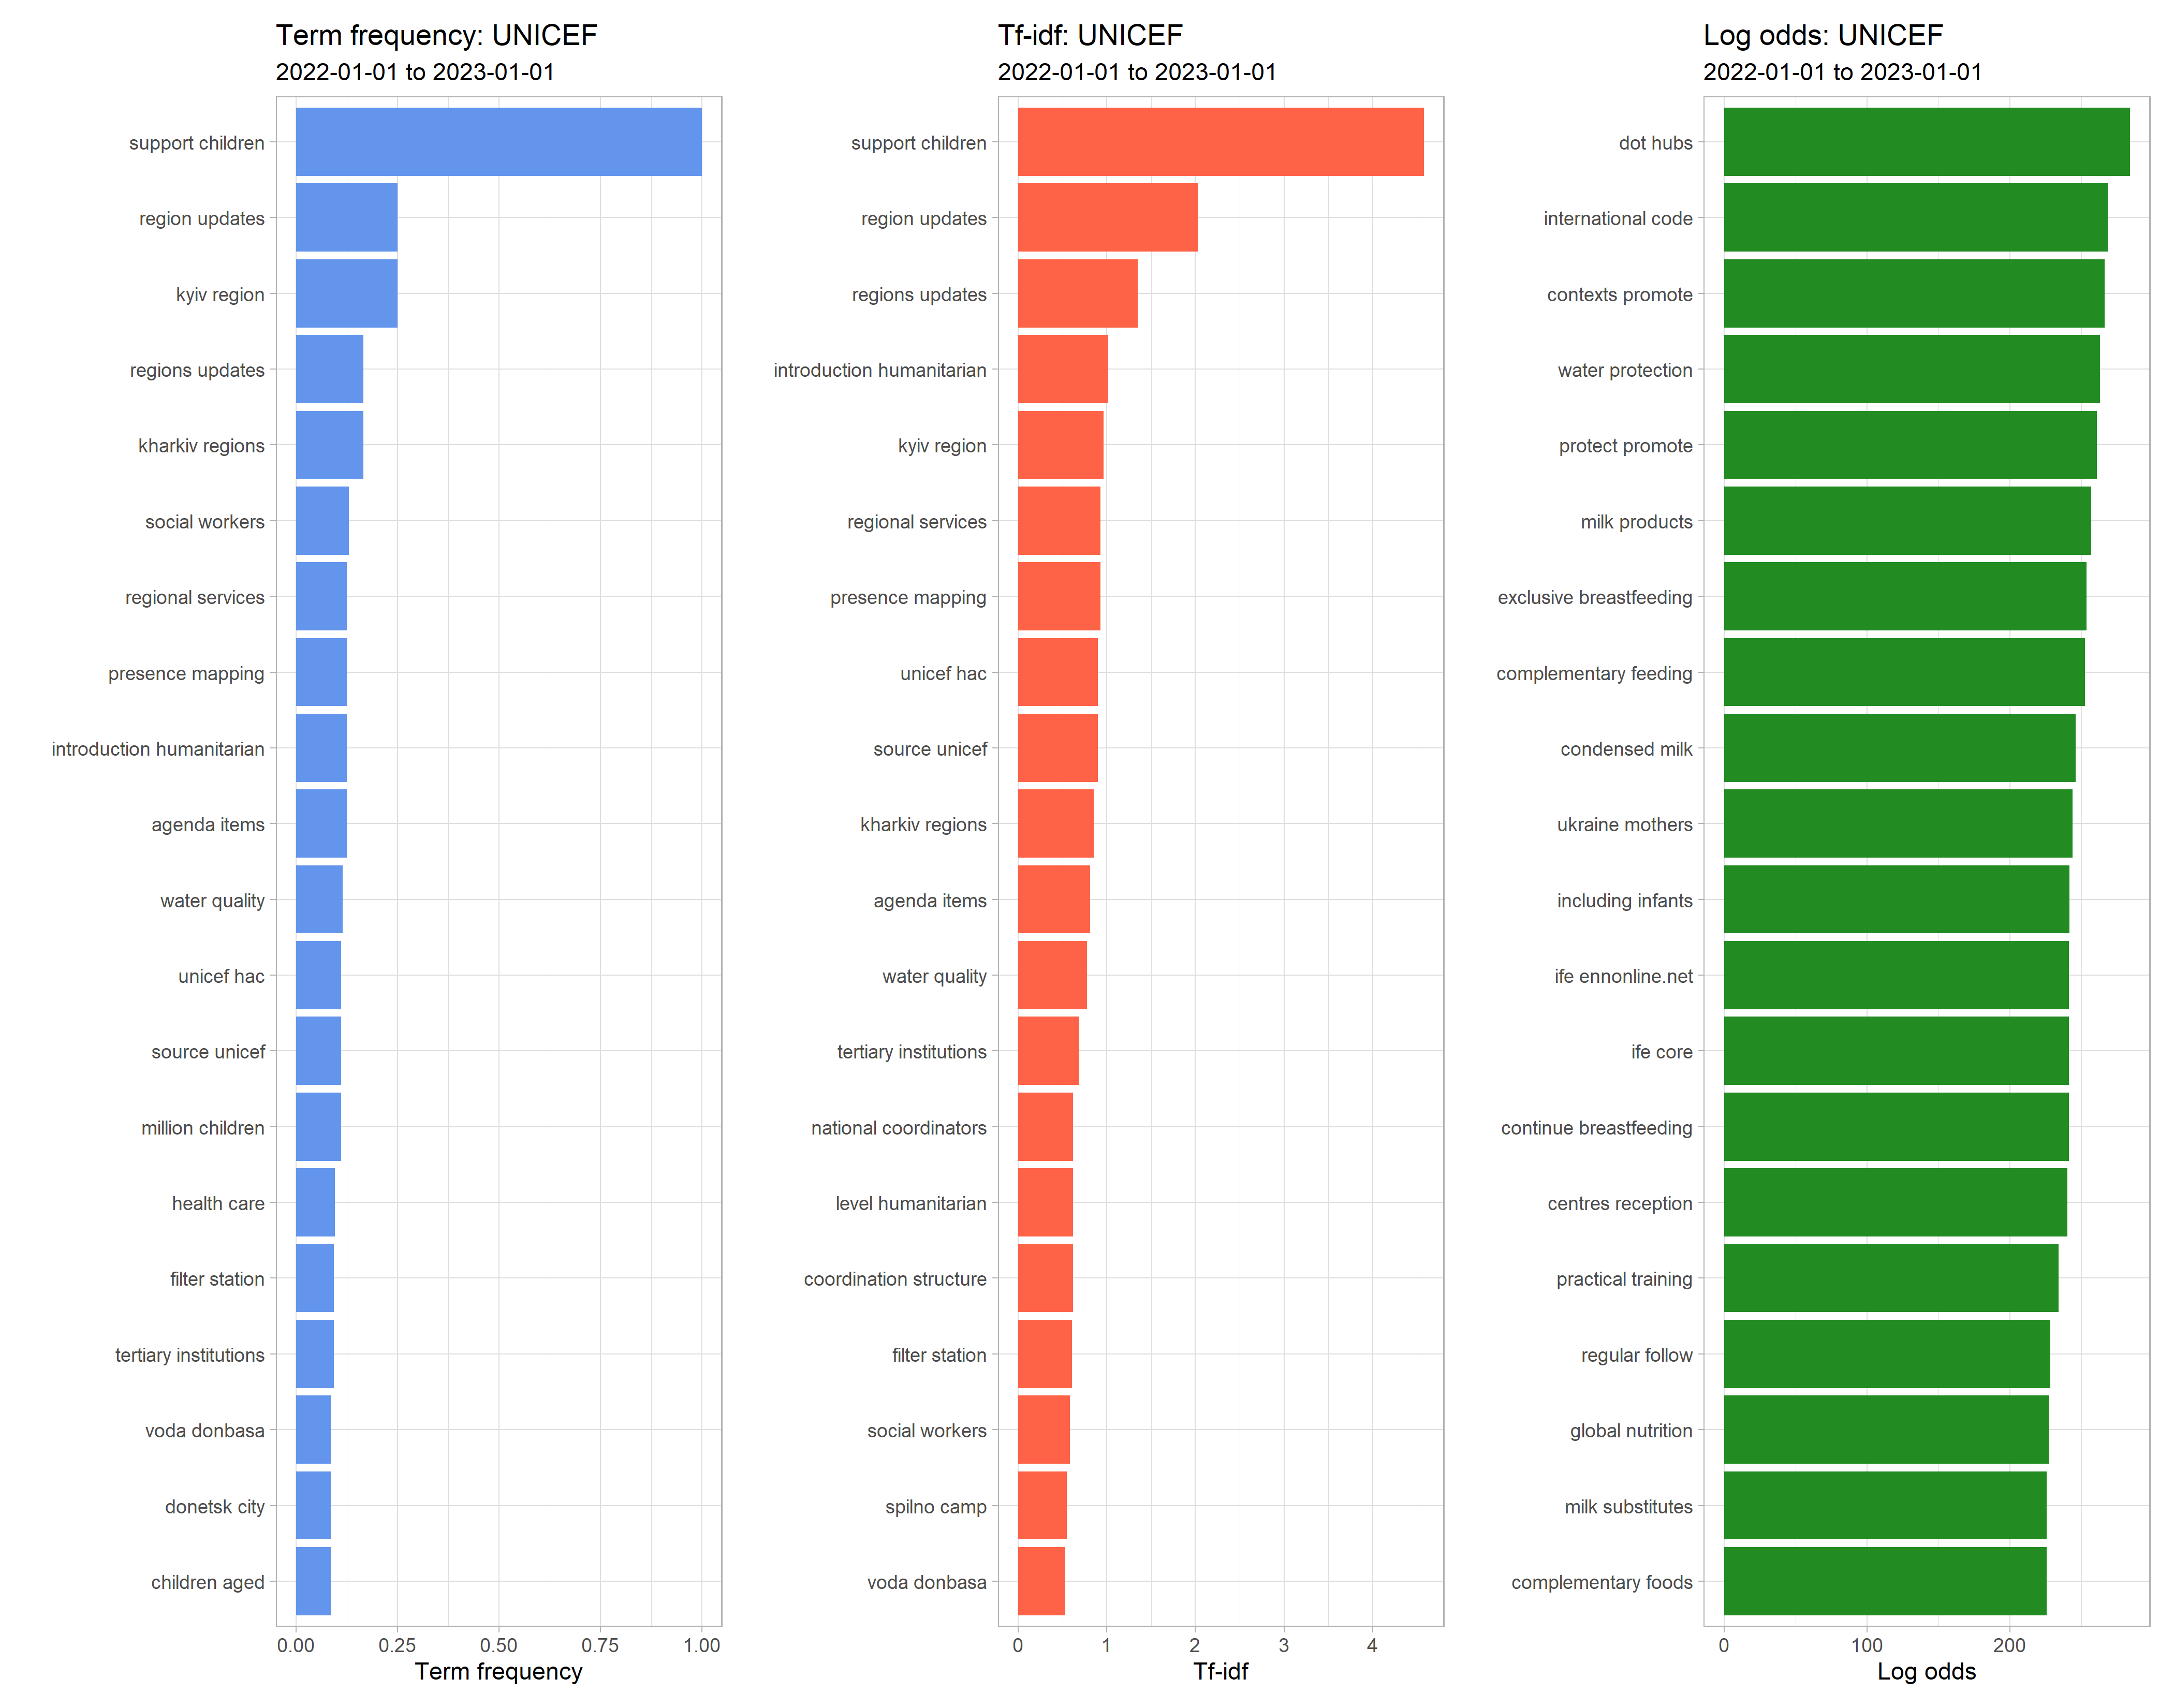 Term frequency: UNICEF
2022-01-01 to 2023-01-01
support children
region updates
kyiv region
regions updates
kharkiv regions
social workers
regional services
presence mapping
introduction humanitarian
agenda items
water quality
unicef hac
source unicef
million children
health care
filter station
tertiary institutions
voda donbasa
donetsk city
children aged
0.00 0.25 0.50 0.75 1.00
Term frequency
Tf-idf: UNICEF
2022-01-01 to 2023-01-01
support children
region updates
regions updates
introduction humanitarian
kyiv region
regional services
presence mapping
unicef hac
source unicef
kharkiv regions
agenda items
water quality
tertiary institutions
national coordinators
level humanitarian
coordination structure
filter station
social workers
spilno camp
voda donbasa
0 1 2 3 4
Tf-idf
Log odds: UNICEF
2022-01-01 to 2023-01-01
dot hubs
international code
contexts promote
water protection
protect promote
milk products
exclusive breastfeeding
complementary feeding
condensed milk
ukraine mothers
including infants
ife ennonline.net
ife core
continue breastfeeding
centres reception
practical training
regular follow
global nutrition
milk substitutes
complementary foods
0 100 200
Log odds